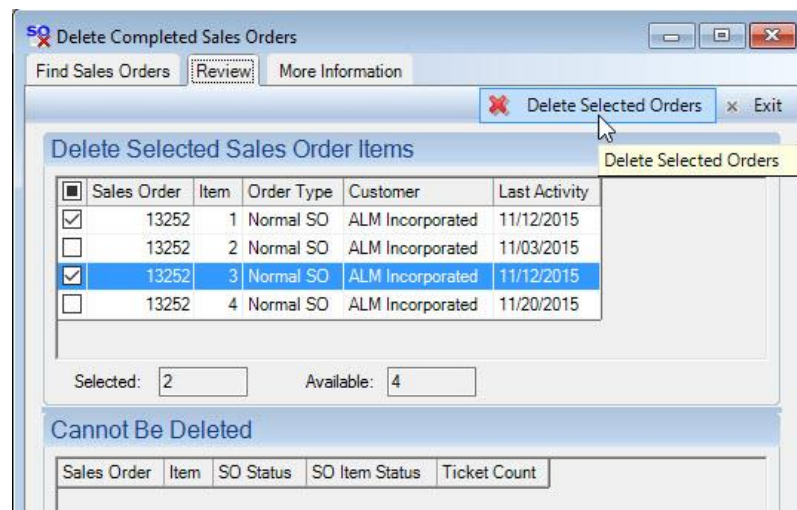 SO Delete Completed Sales Orders
Find Sales Orders Review More Information
Delete Selected Orders Exit
Delete Selected Orders
Delete Selected Sales Order Items
Sales Order Item Order Type Customer Last Activity
13252 1 Normal SO ALM Incorporated 11/12/2015
13252 2 Normal SO ALM Incorporated 11/03/2015
13252 3 Normal SO ALM Incorporated 11/12/2015
13252 4 Normal SO ALM Incorporated 11/20/2015
Selected: 2 Available: 4
Cannot Be Deleted
Sales Order Item SO Status SO Item Status Ticket Count